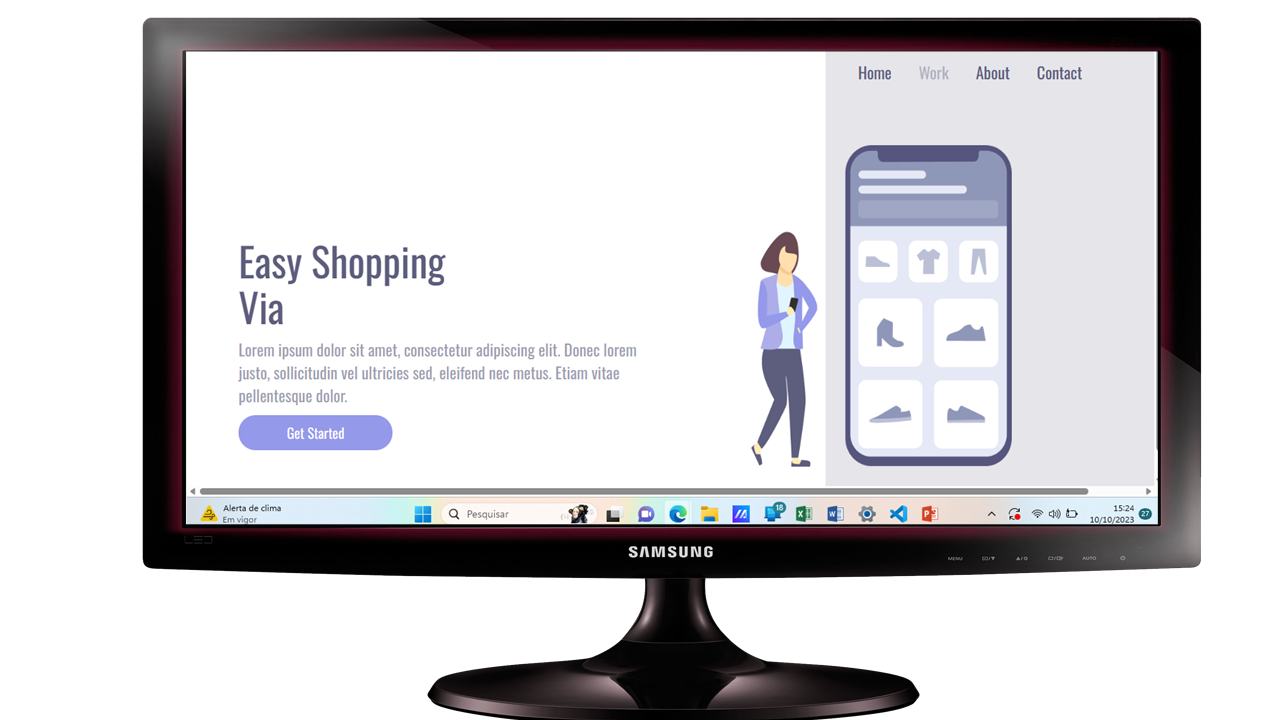 Home Work About Contact
Easy Shopping
Via
Lorem ipsum dolor sit amet, consectetur adipiscing elit. Donec lorem
justo, sollicitudin vel ultricies sed, eleifend nec metus. Etiam vitae
pellentesque dolor.
Get Started
Alerta de clima
Em vigor
Pesquisar
18
15:24
10/10/2023
27
LED
SAMSUNG
MENU
AUTO